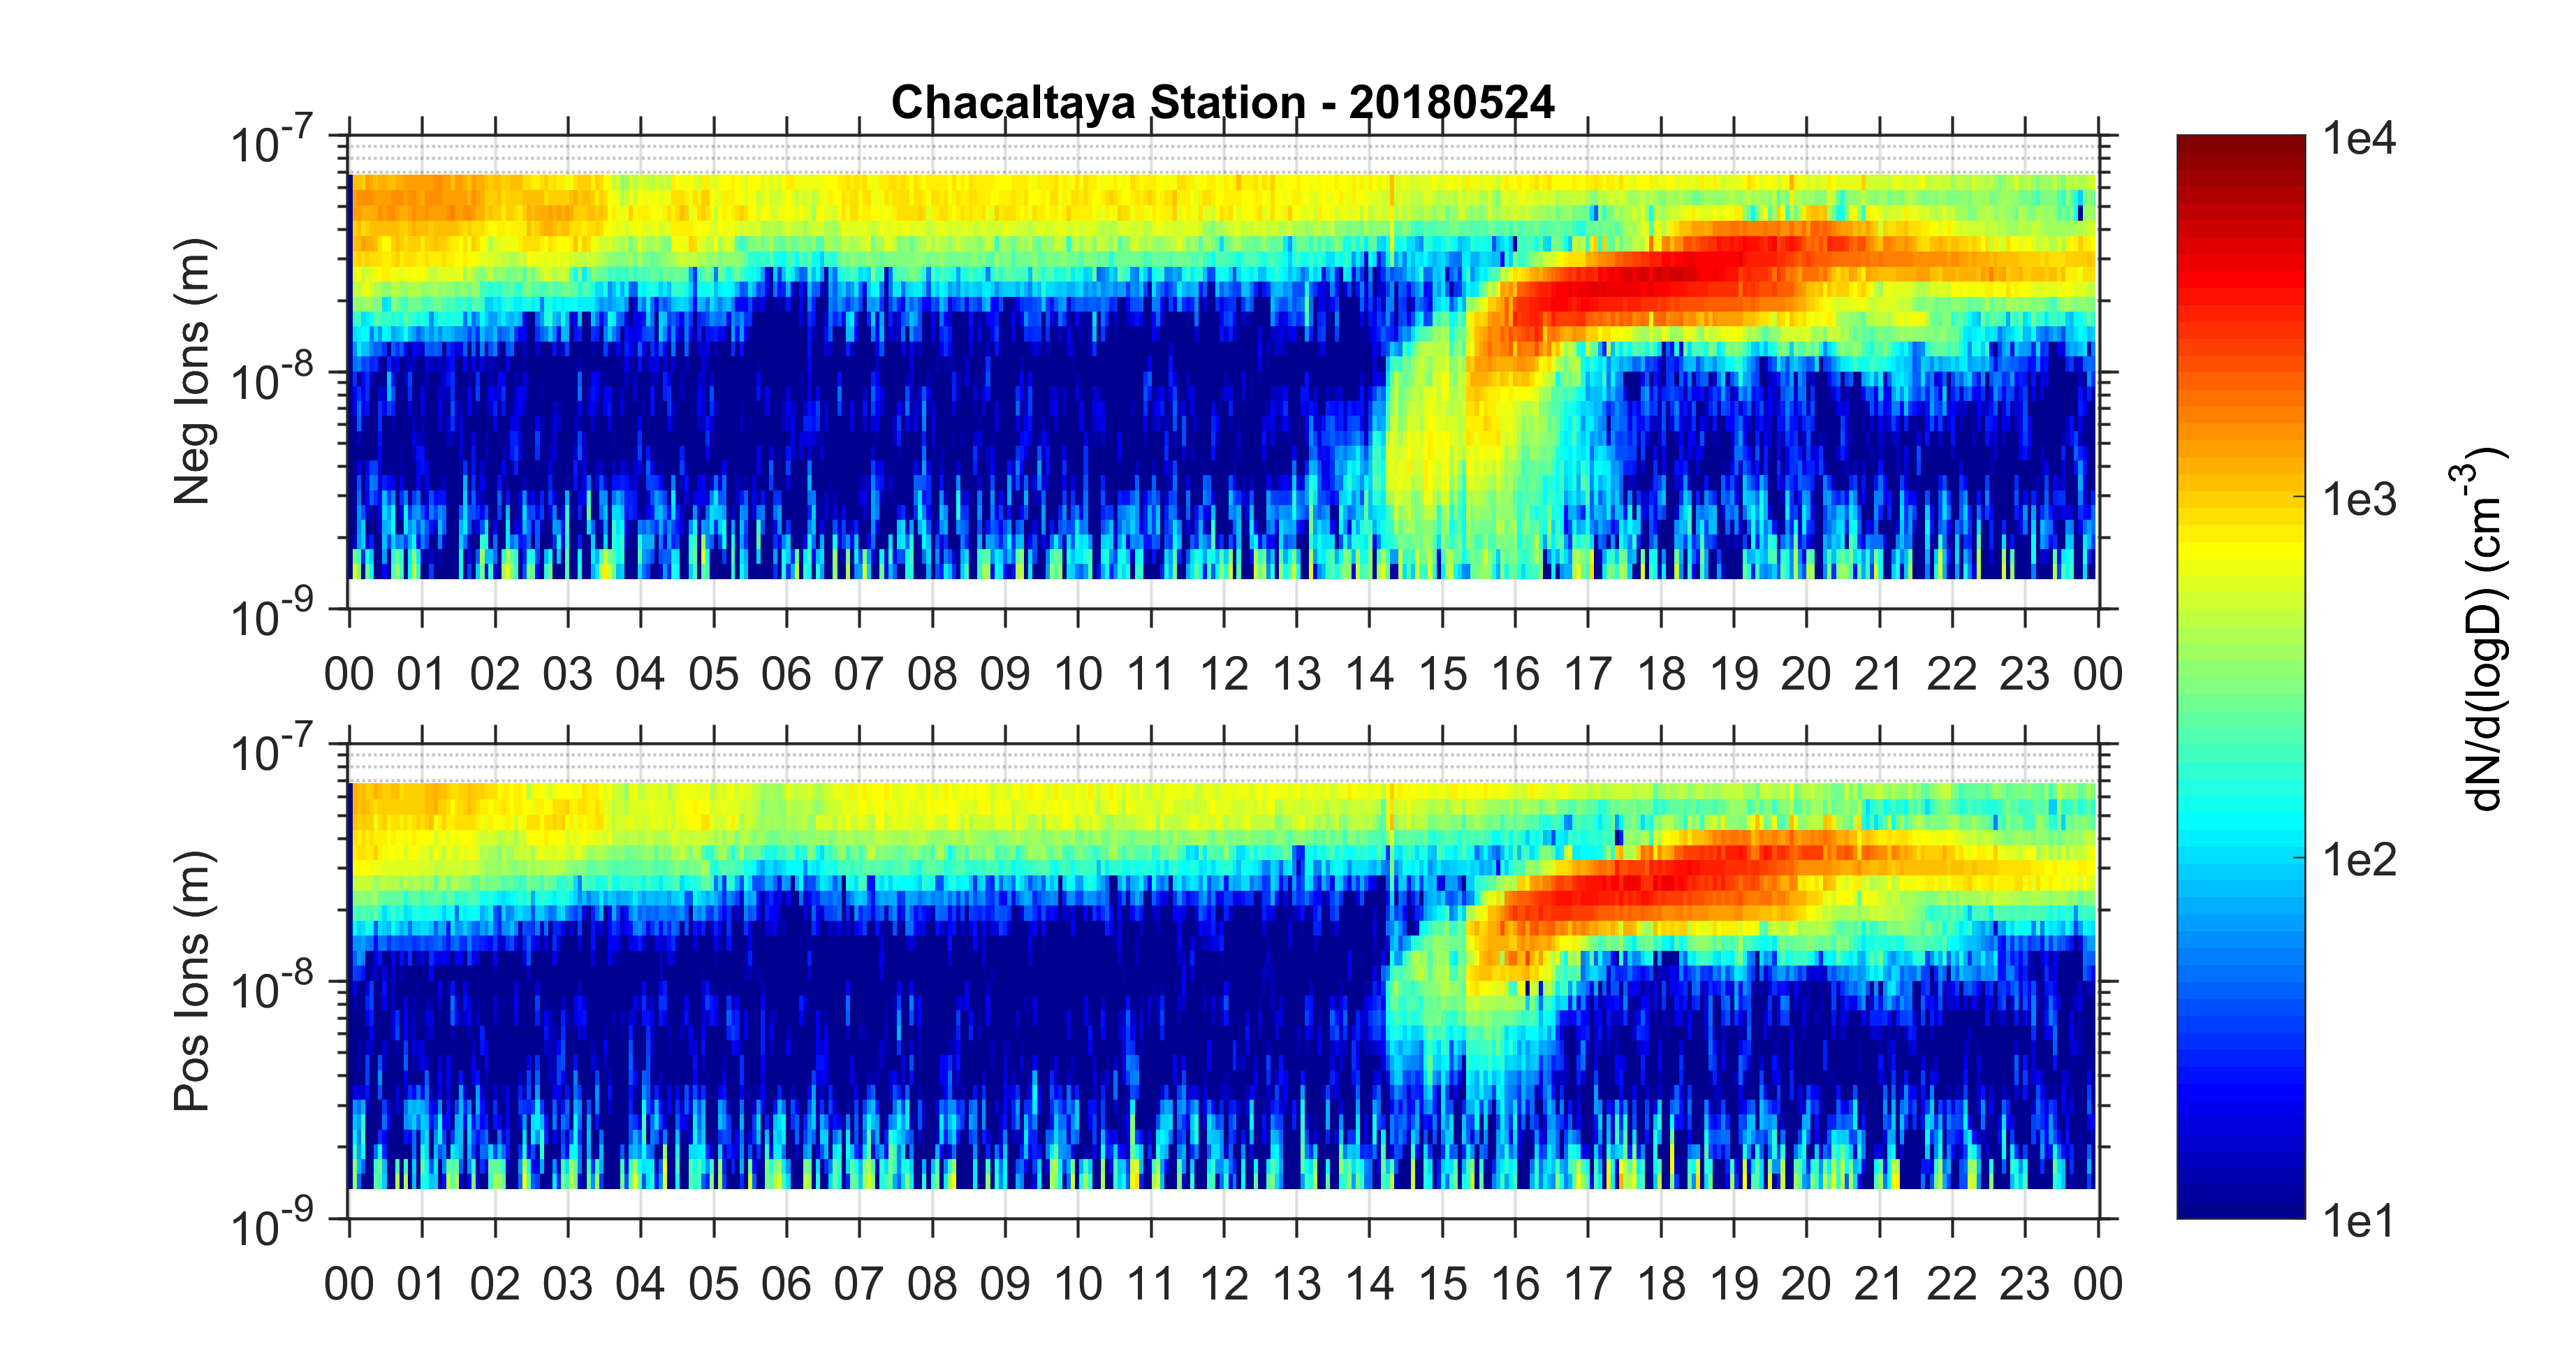 Chacaltaya Station - 20180524
10⁻⁷
10⁻⁸
10⁻⁹
Neg Ions (m)
00 01 02 03 04 05 06 07 08 09 10 11 12 13 14 15 16 17 18 19 20 21 22 23 00
10⁻⁷
10⁻⁸
10⁻⁹
Pos Ions (m)
00 01 02 03 04 05 06 07 08 09 10 11 12 13 14 15 16 17 18 19 20 21 22 23 00
1e4
1e3
1e2
1e1
dN/d(logD) (cm⁻³)